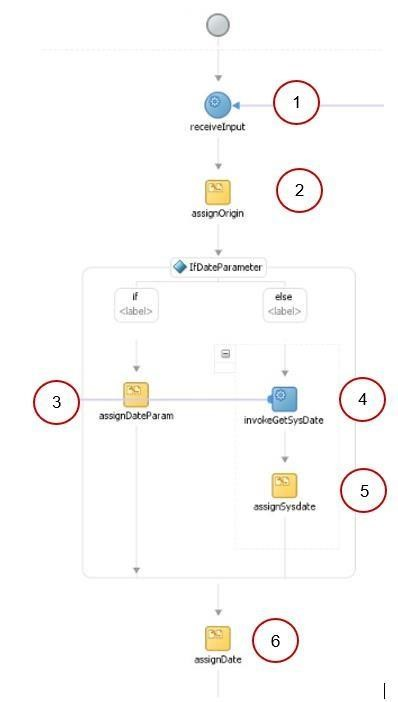 1
receiveInput
2
assignOrigin
IfDateParameter
if
<label>
else
<label>
3
assignDateParam
4
invokeGetSysDate
5
assignSysdate
6
assignDate